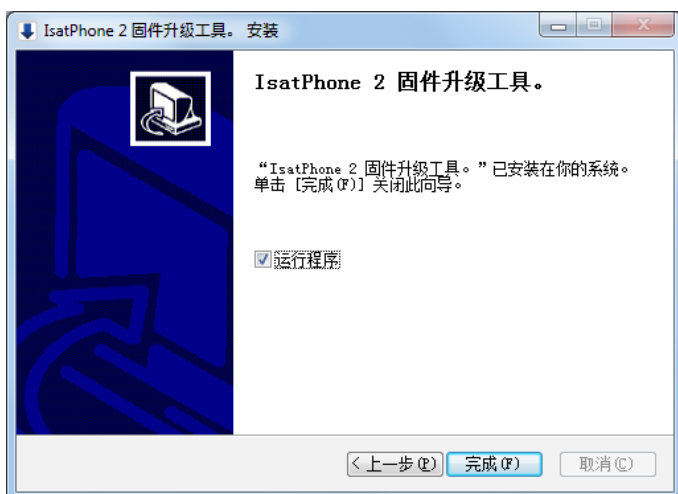 IsatPhone 2 固件升级工具。 安装
IsatPhone 2 固件升级工具。
“IsatPhone 2 固件升级工具。”已安装在你的系统。
单击 [完成(F)] 关闭此向导。
运行程序
< 上一步(P) 完成(F) 取消(C)